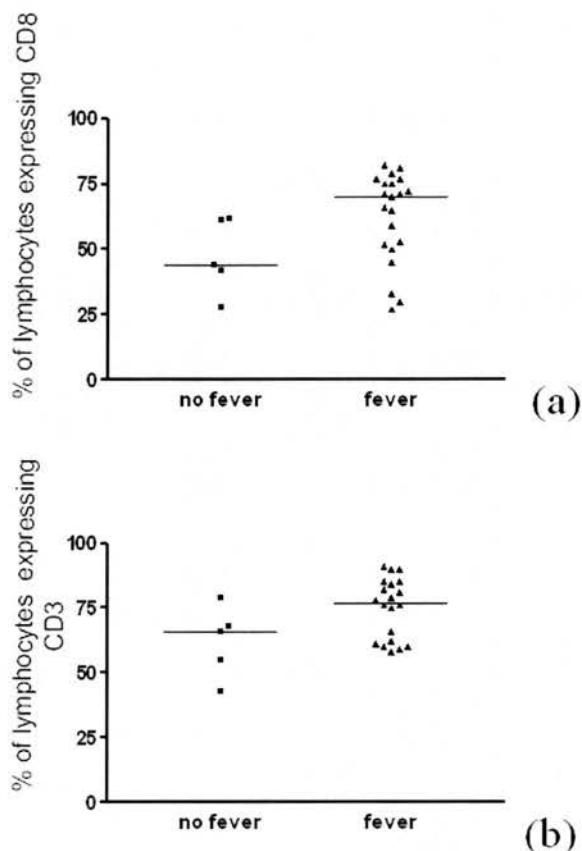 % of lymphocytes expressing CD8
100
75
50
25
0
no fever
fever
(a)
% of lymphocytes expressing
CD3
100
75
50
25
0
no fever
fever
(b)